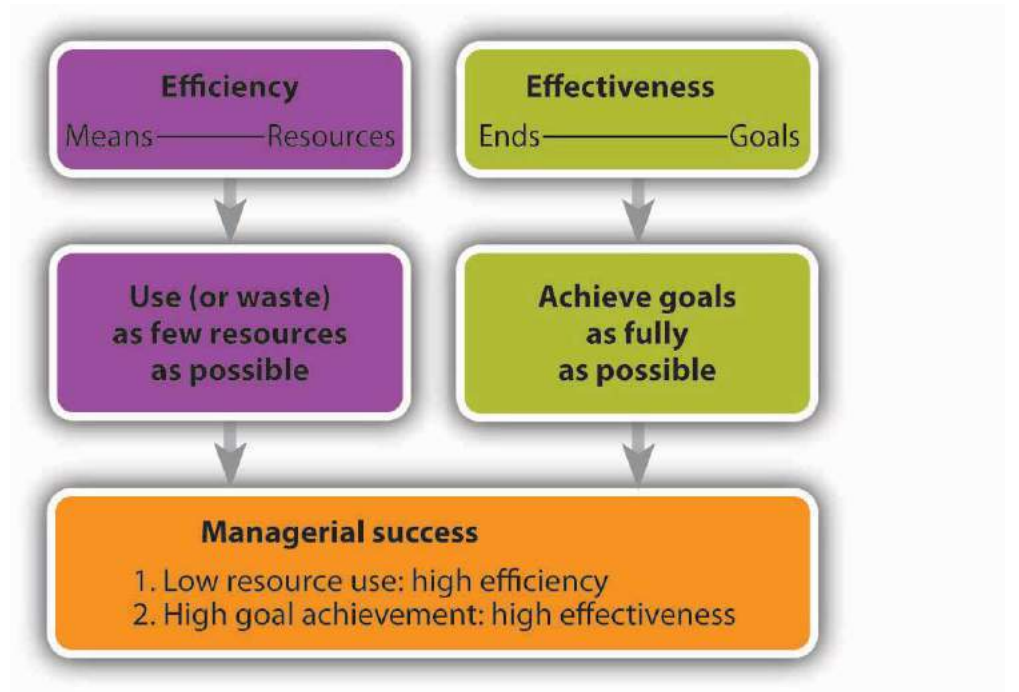 Efficiency
Means Resources
Effectiveness
Ends Goals
Use (or waste)
as few resources
as possible
Achieve goals
as fully
as possible
Managerial success
1. Low resource use: high efficiency
2. High goal achievement: high effectiveness